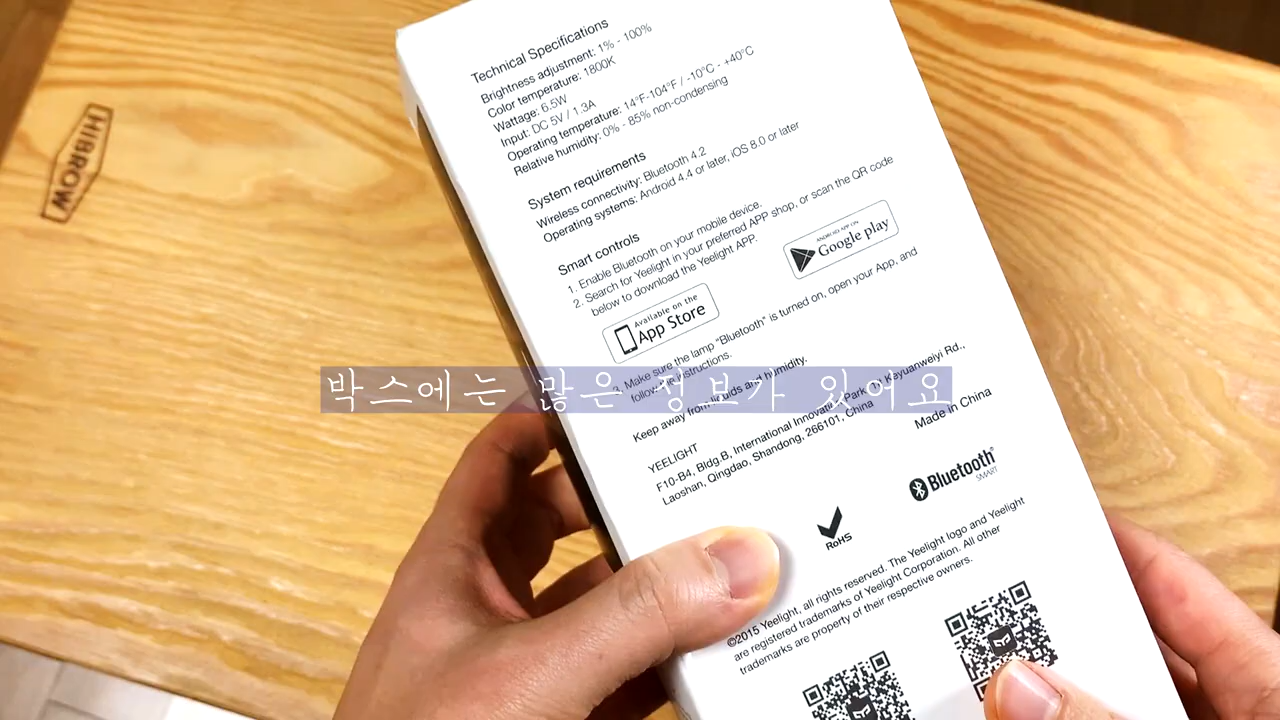 HIBROW
Technical Specifications
Brightness adjustment: 1% - 100%
Color temperature: 1800K
Wattage: 6.5W
Input: DC 5V / 1.3A
Operating temperature: 14°F-104°F / -10°C - +40°C
Relative humidity: 0% - 85% non-condensing
System requirements
Wireless connectivity: Bluetooth 4.2
Operating systems: Android 4.4 or later, iOS 8.0 or later
Smart controls
1. Enable Bluetooth on your mobile device.
2. Search for Yeelight in your preferred APP shop, or scan the QR code
below to download the Yeelight APP.
Available on the
App Store
ANDROID APP ON
Google play
3. Make sure the lamp "Bluetooth" is turned on, open your App, and
follow instructions.
박스에는 많은 정보가 있어요
Keep away from liquids and humidity.
YEELIGHT
F10-B4, Bldg.B, International Innovation Park, 1 Keyuanweiyi Rd.,
Laoshan, Qingdao, Shandong, 266101, China
Made in China
RoHS
Bluetooth
SMART
©2015 Yeelight, all rights reserved. The Yeelight logo and Yeelight
are registered trademarks of Yeelight Corporation. All other
trademarks are property of their respective owners.